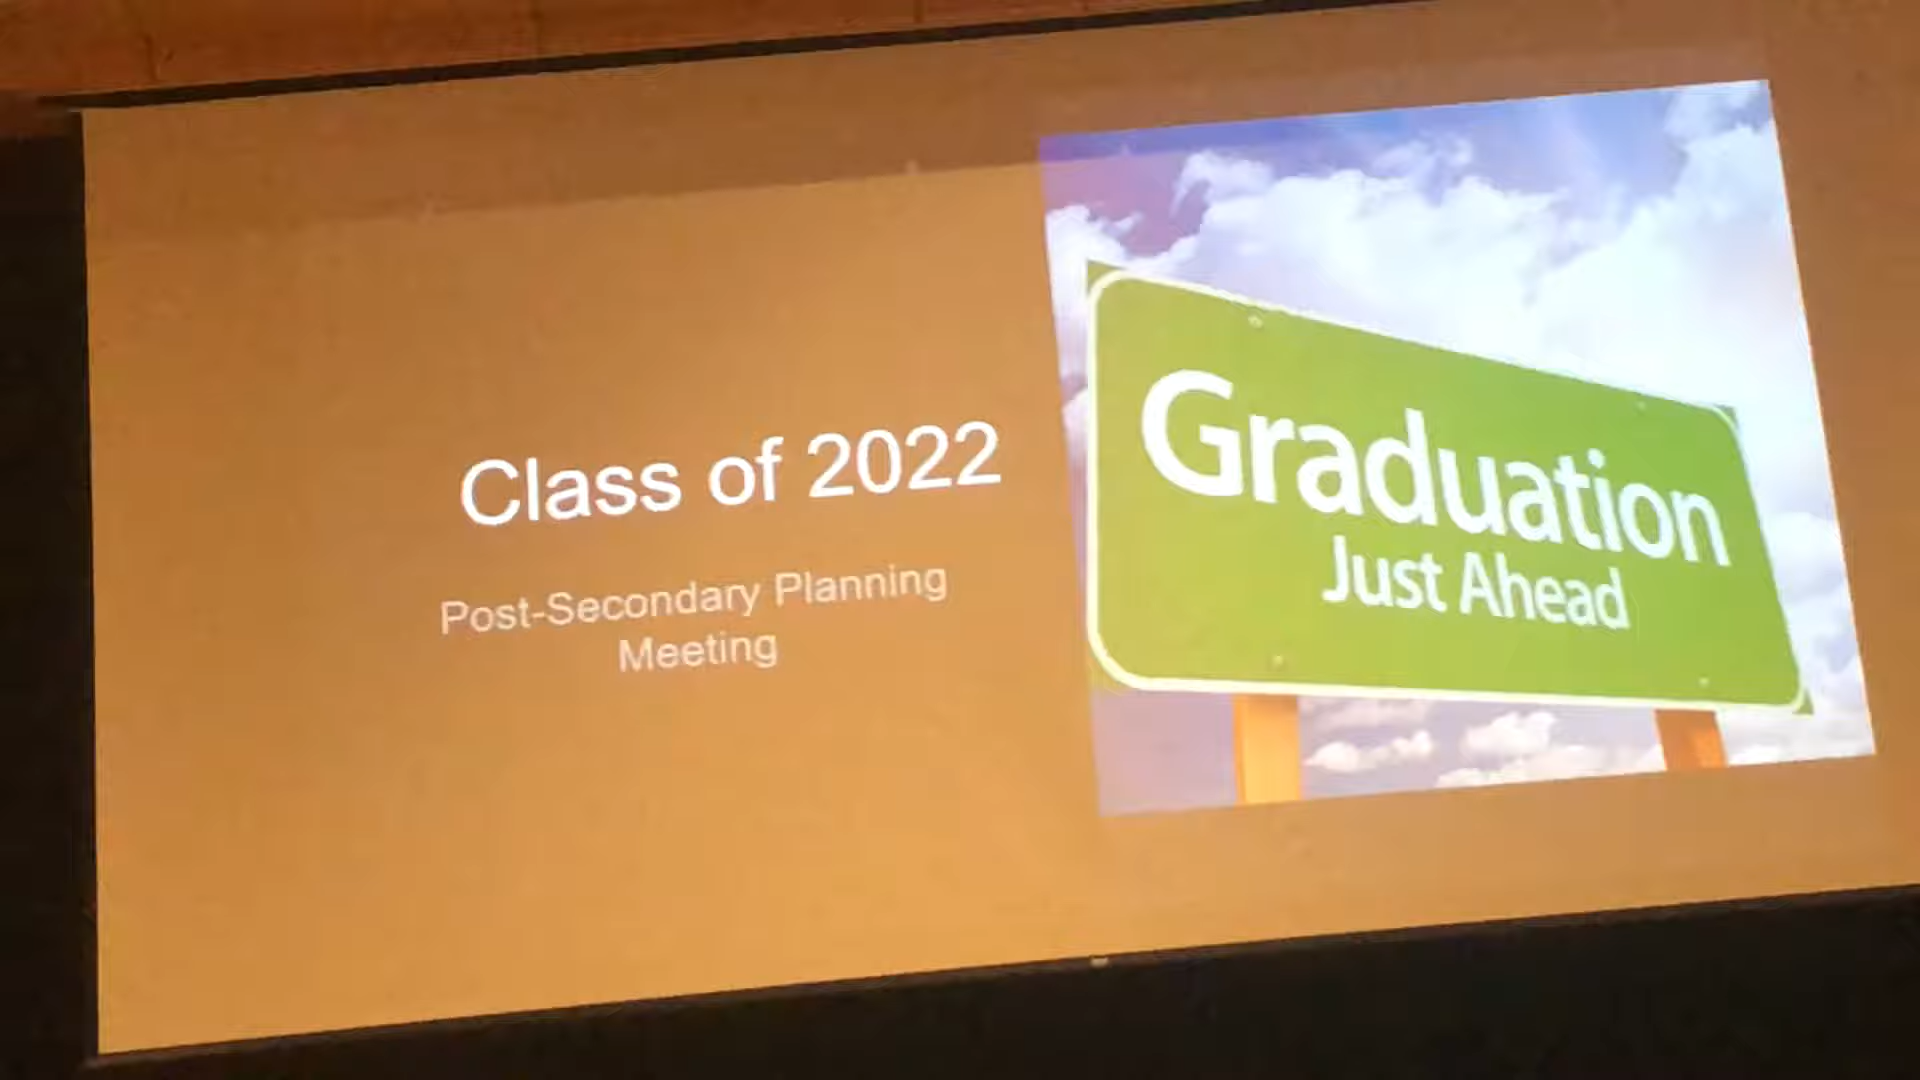 Class of 2022
Post-Secondary Planning
Meeting
Graduation
Just Ahead